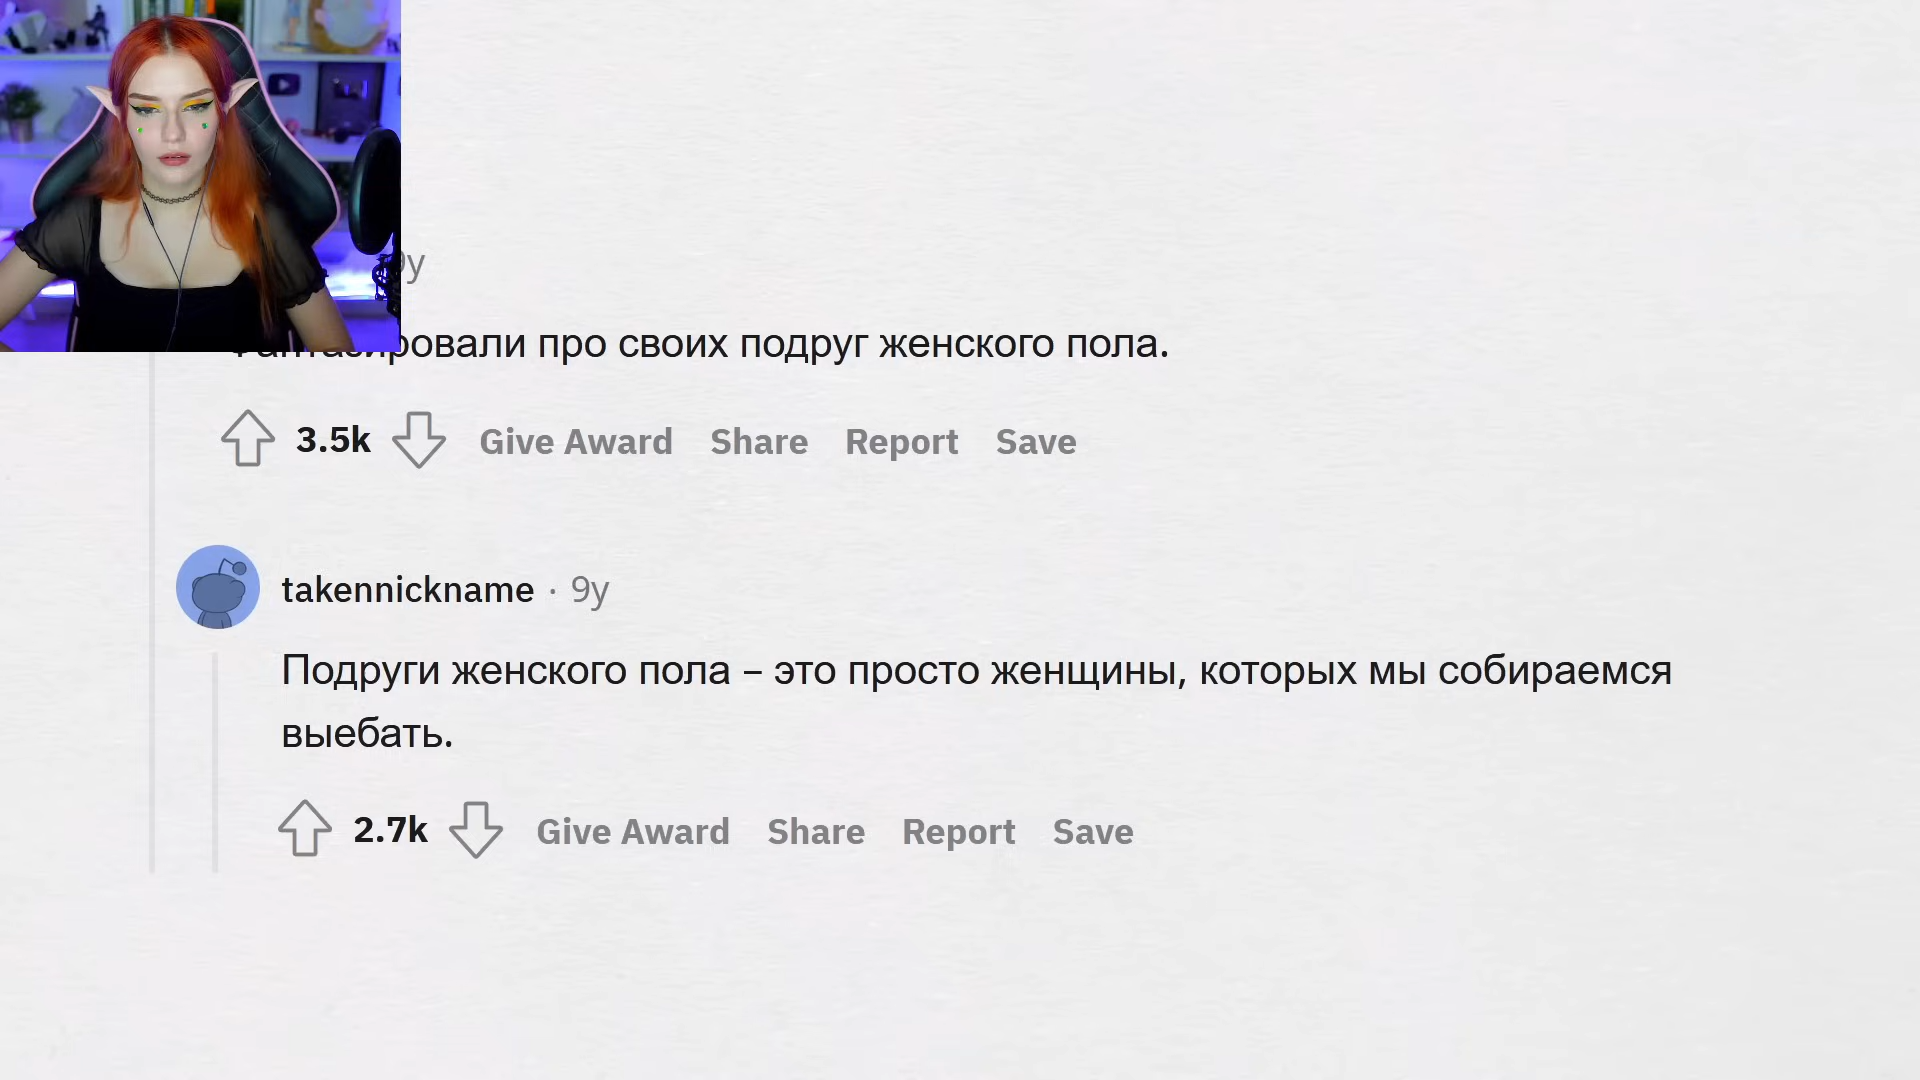 9y
ровали про своих подруг женского пола.
3.5k Give Award Share Report Save
takennickname · 9y
Подруги женского пола – это просто женщины, которых мы собираемся
выебать.
2.7k Give Award Share Report Save